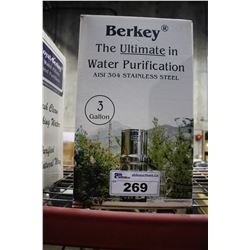 Berkey®
The Ultimate in
Water Purification
AISI 304 STAINLESS STEEL
3
Gallon
269